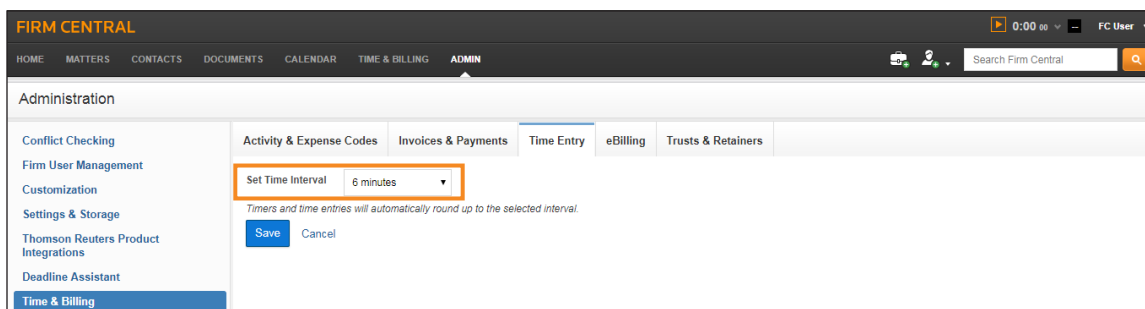 FIRM CENTRAL
0:00 00
FC User
HOME MATTERS CONTACTS DOCUMENTS CALENDAR TIME & BILLING ADMIN
Search Firm Central
Administration
Conflict Checking
Firm User Management
Customization
Settings & Storage
Thomson Reuters Product
Integrations
Deadline Assistant
Time & Billing
Activity & Expense Codes Invoices & Payments Time Entry eBilling Trusts & Retainers
Set Time Interval 6 minutes
Timers and time entries will automatically round up to the selected interval.
Save Cancel